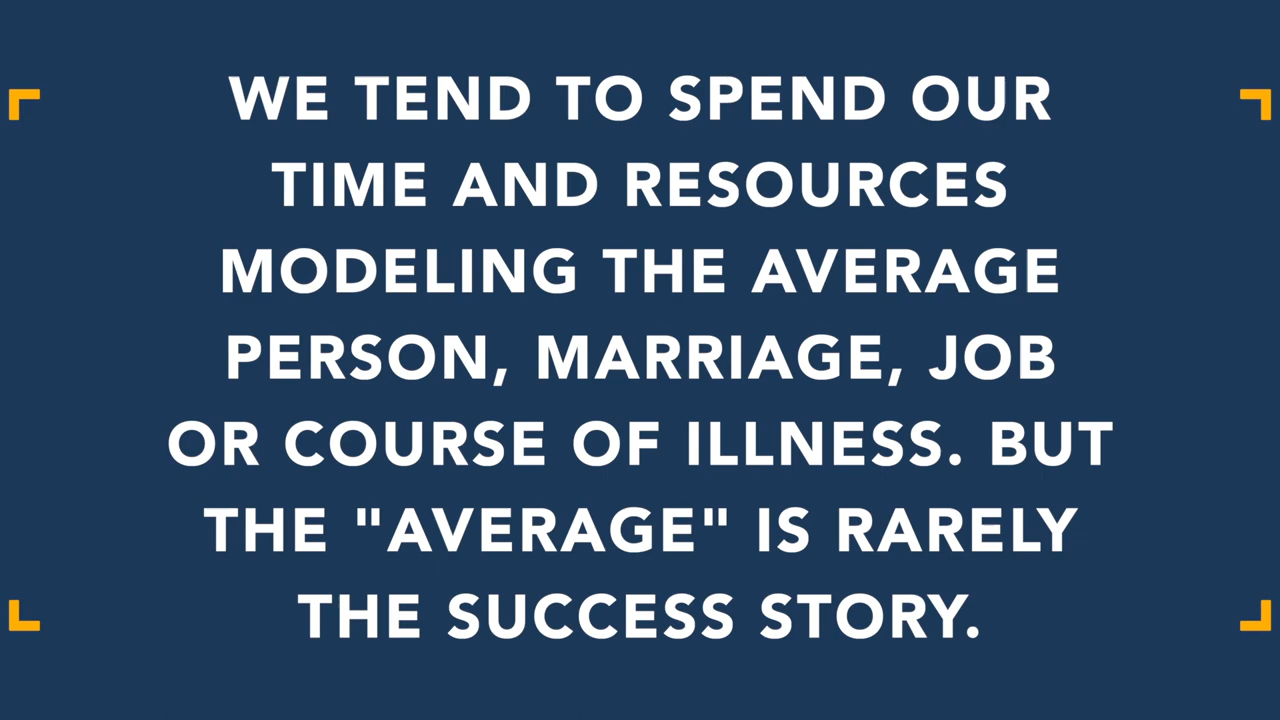 WE TEND TO SPEND OUR
TIME AND RESOURCES
MODELING THE AVERAGE
PERSON, MARRIAGE, JOB
OR COURSE OF ILLNESS. BUT
THE "AVERAGE" IS RARELY
THE SUCCESS STORY.